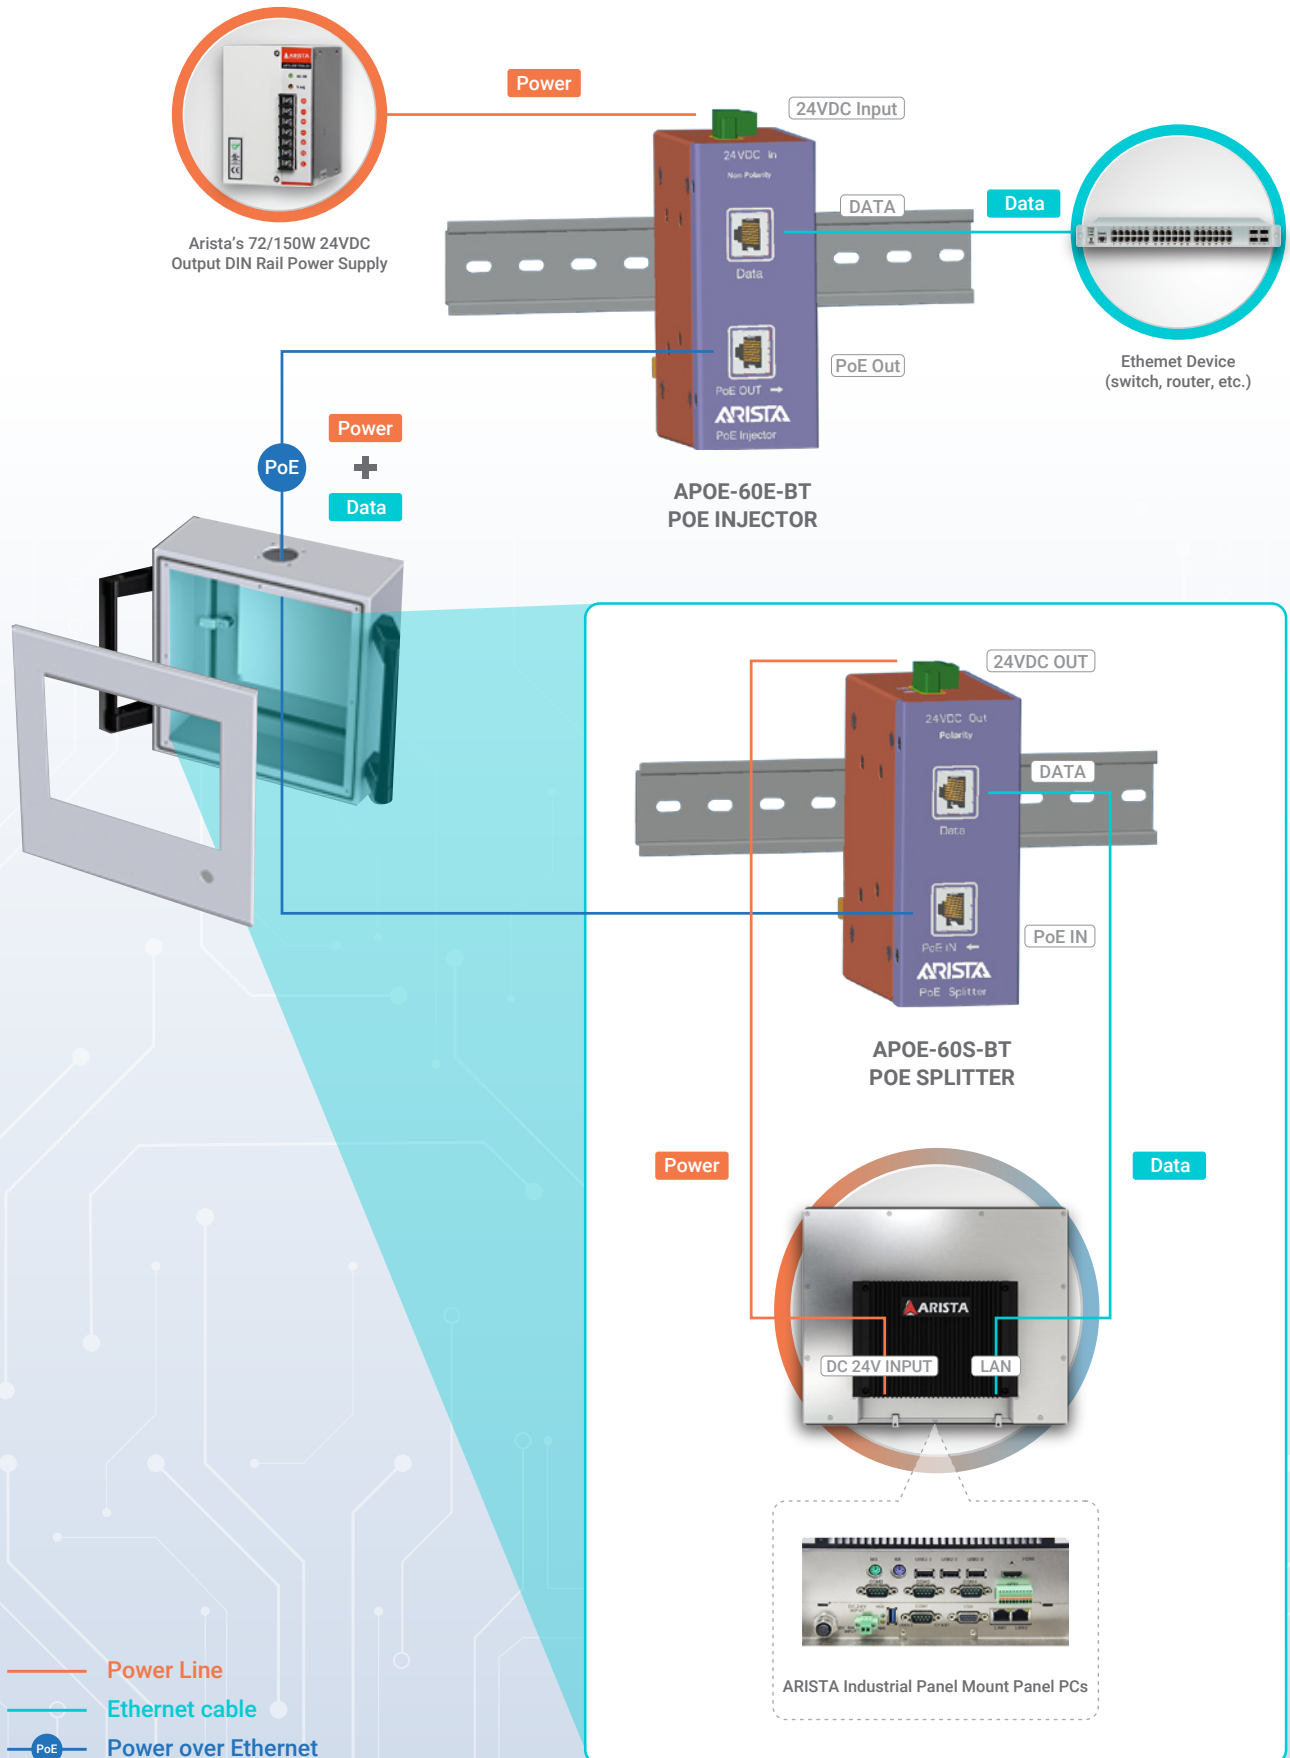 ARISTA
Power
24VDC Input
24VDC In
Non Polarity
DATA
Data
Data
Arista's 72/150W 24VDC
Output DIN Rail Power Supply
PoE Out
PoE OUT →
ARISTA
PoE Injector
Ethemet Device
(switch, router, etc.)
Power
PoE
Data
APOE-60E-BT
POE INJECTOR
24VDC OUT
24VDC Out
Polarity
DATA
Data
PoE IN
PoE IN ←
ARISTA
PoE Splitter
APOE-60S-BT
POE SPLITTER
Power
Data
ARISTA
DC 24V INPUT
LAN
ARISTA Industrial Panel Mount Panel PCs
Power Line
Ethernet cable
PoE
Power over Ethernet